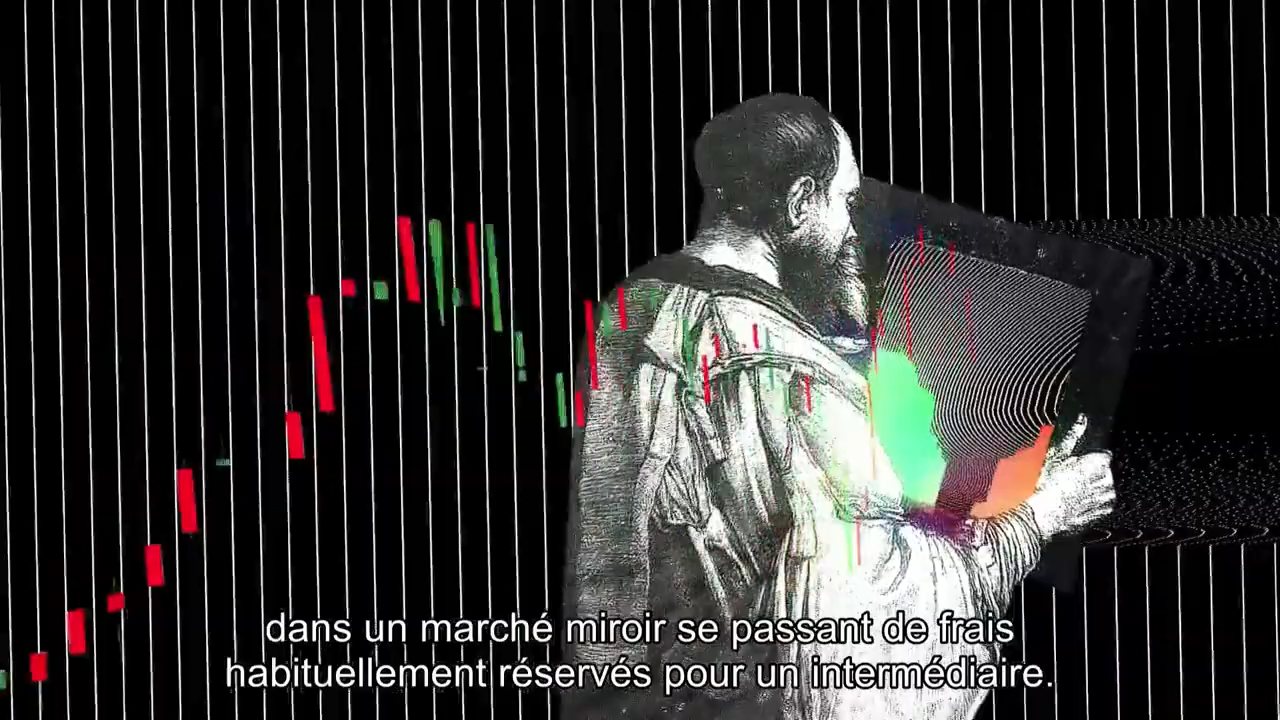 dans un marché miroir se passant de frais
habituellement réservés pour un intermédiaire.